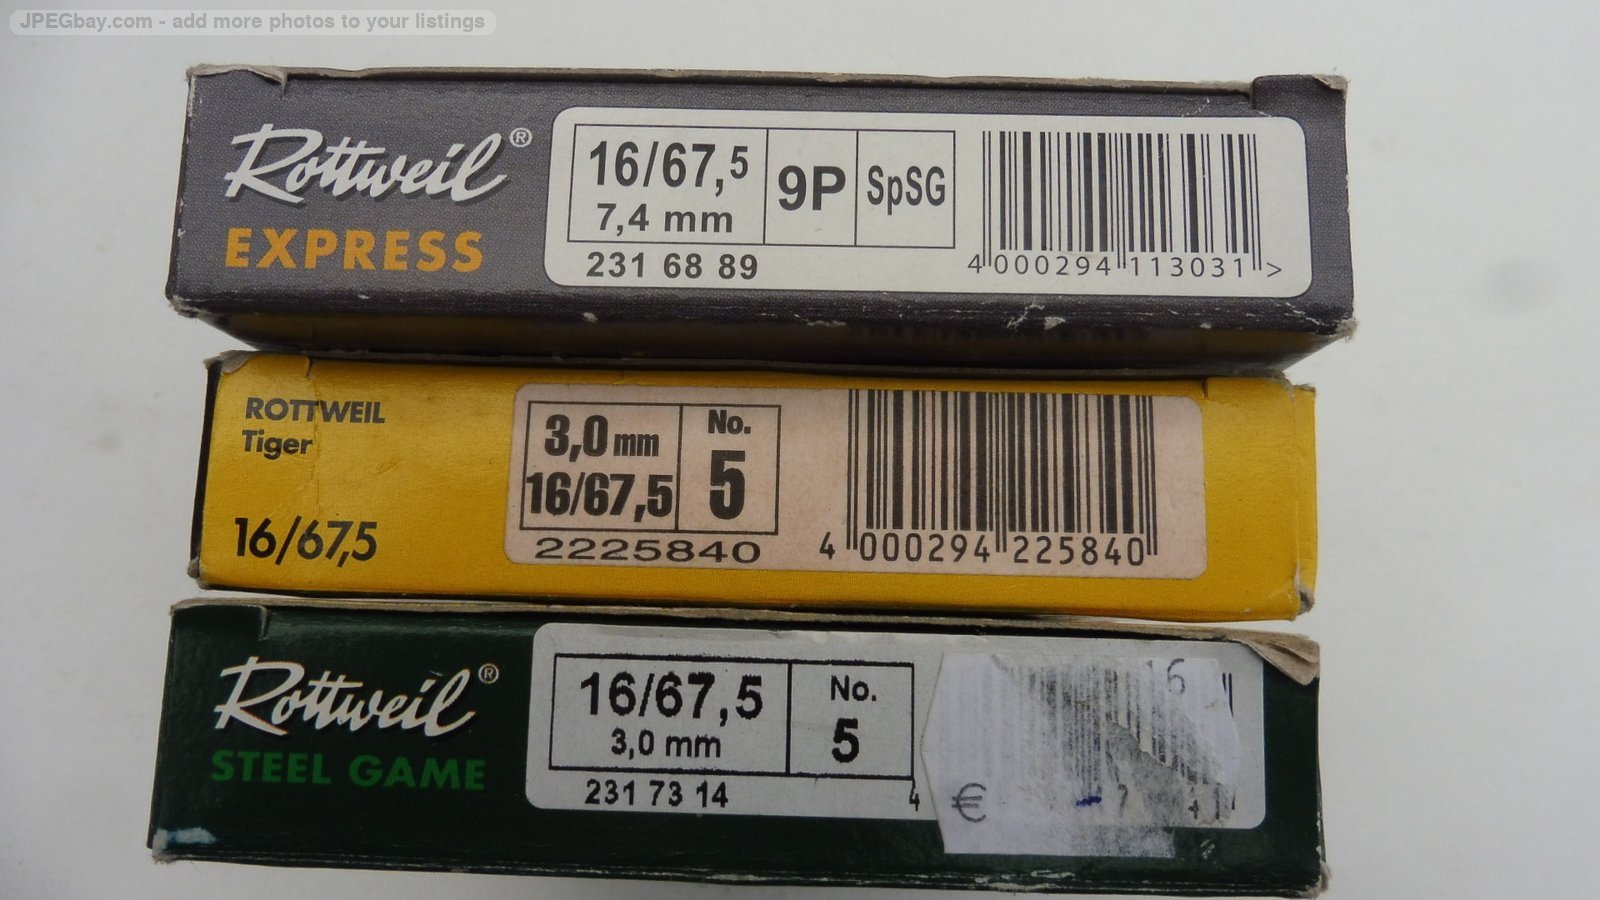 JPEGbay.com - add more photos to your listings
Rottweil®
EXPRESS
16/67,5
7,4 mm
9P
SpSG
231 68 89
4 000294 113031 >
ROTTWEIL
Tiger
16/67,5
3,0 mm
16/67,5
No.
5
2225840
4 000294 225840
Rottweil®
STEEL GAME
16/67,5
3,0 mm
No.
5
231 73 14
4
€